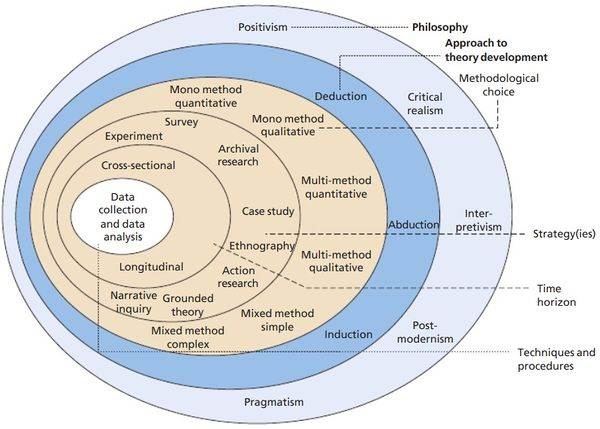 Positivism
Philosophy
Approach to
theory development
Methodological
choice
Mono method
quantitative
Deduction
Critical
realism
Survey
Mono method
qualitative
Experiment
Archival
research
Cross-sectional
Multi-method
quantitative
Data
collection
and data
analysis
Case study
Abduction
Inter-
pretivism
Strategy(ies)
Ethnography
Multi-method
qualitative
Longitudinal
Action
research
Time
horizon
Narrative
inquiry
Grounded
theory
Mixed method
simple
Mixed method
complex
Induction
Post-
modernism
Techniques and
procedures
Pragmatism